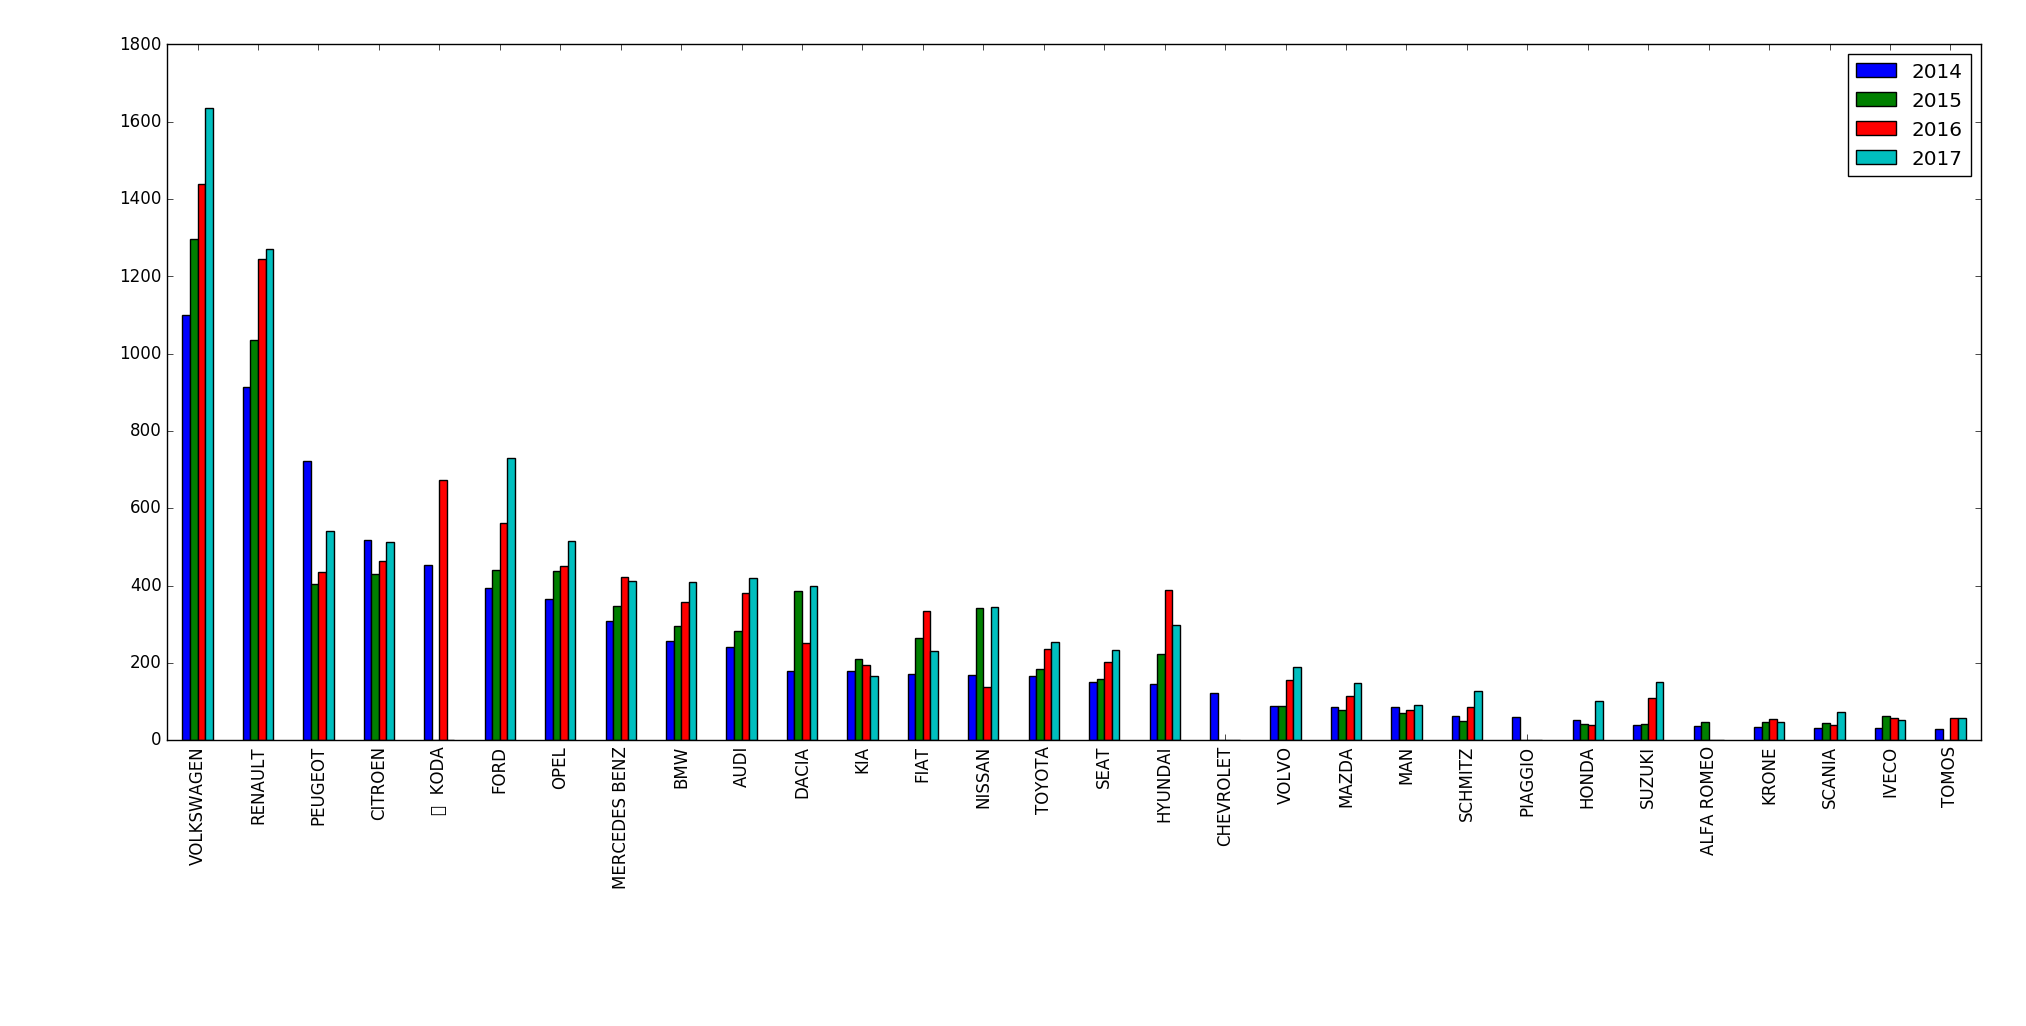 1800
1600
1400
1200
1000
800
600
400
200
0
2014
2015
2016
2017
VOLKSWAGEN
RENAULT
PEUGEOT
CITROEN
KODA
FORD
OPEL
MERCEDES BENZ
BMW
AUDI
DACIA
KIA
FIAT
NISSAN
TOYOTA
SEAT
HYUNDAI
CHEVROLET
VOLVO
MAZDA
MAN
SCHMITZ
PIAGGIO
HONDA
SUZUKI
ALFA ROMEO
KRONE
SCANIA
IVECO
TOMOS